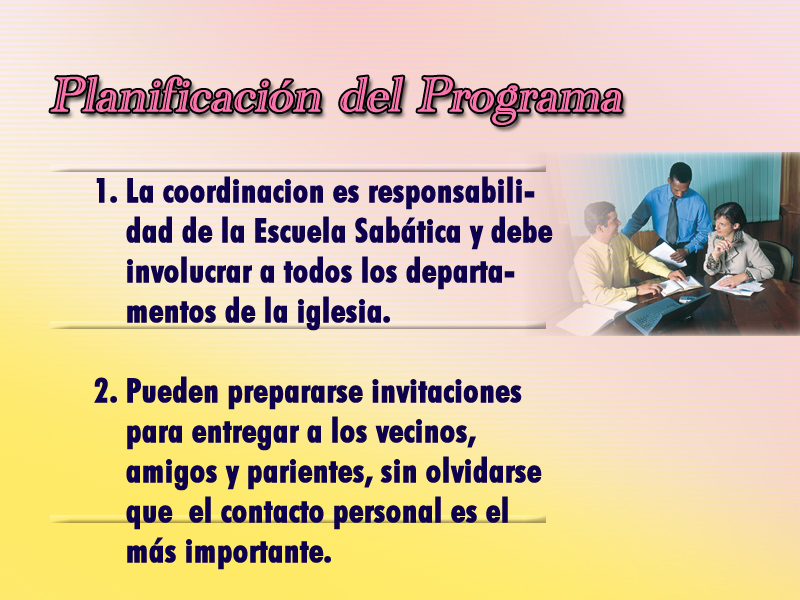 Planificación del Programa
1. La coordinacion es responsabili-
dad de la Escuela Sabática y debe
involucrar a todos los departa-
mentos de la iglesia.
2. Pueden prepararse invitaciones
para entregar a los vecinos,
amigos y parientes, sin olvidarse
que el contacto personal es el
más importante.